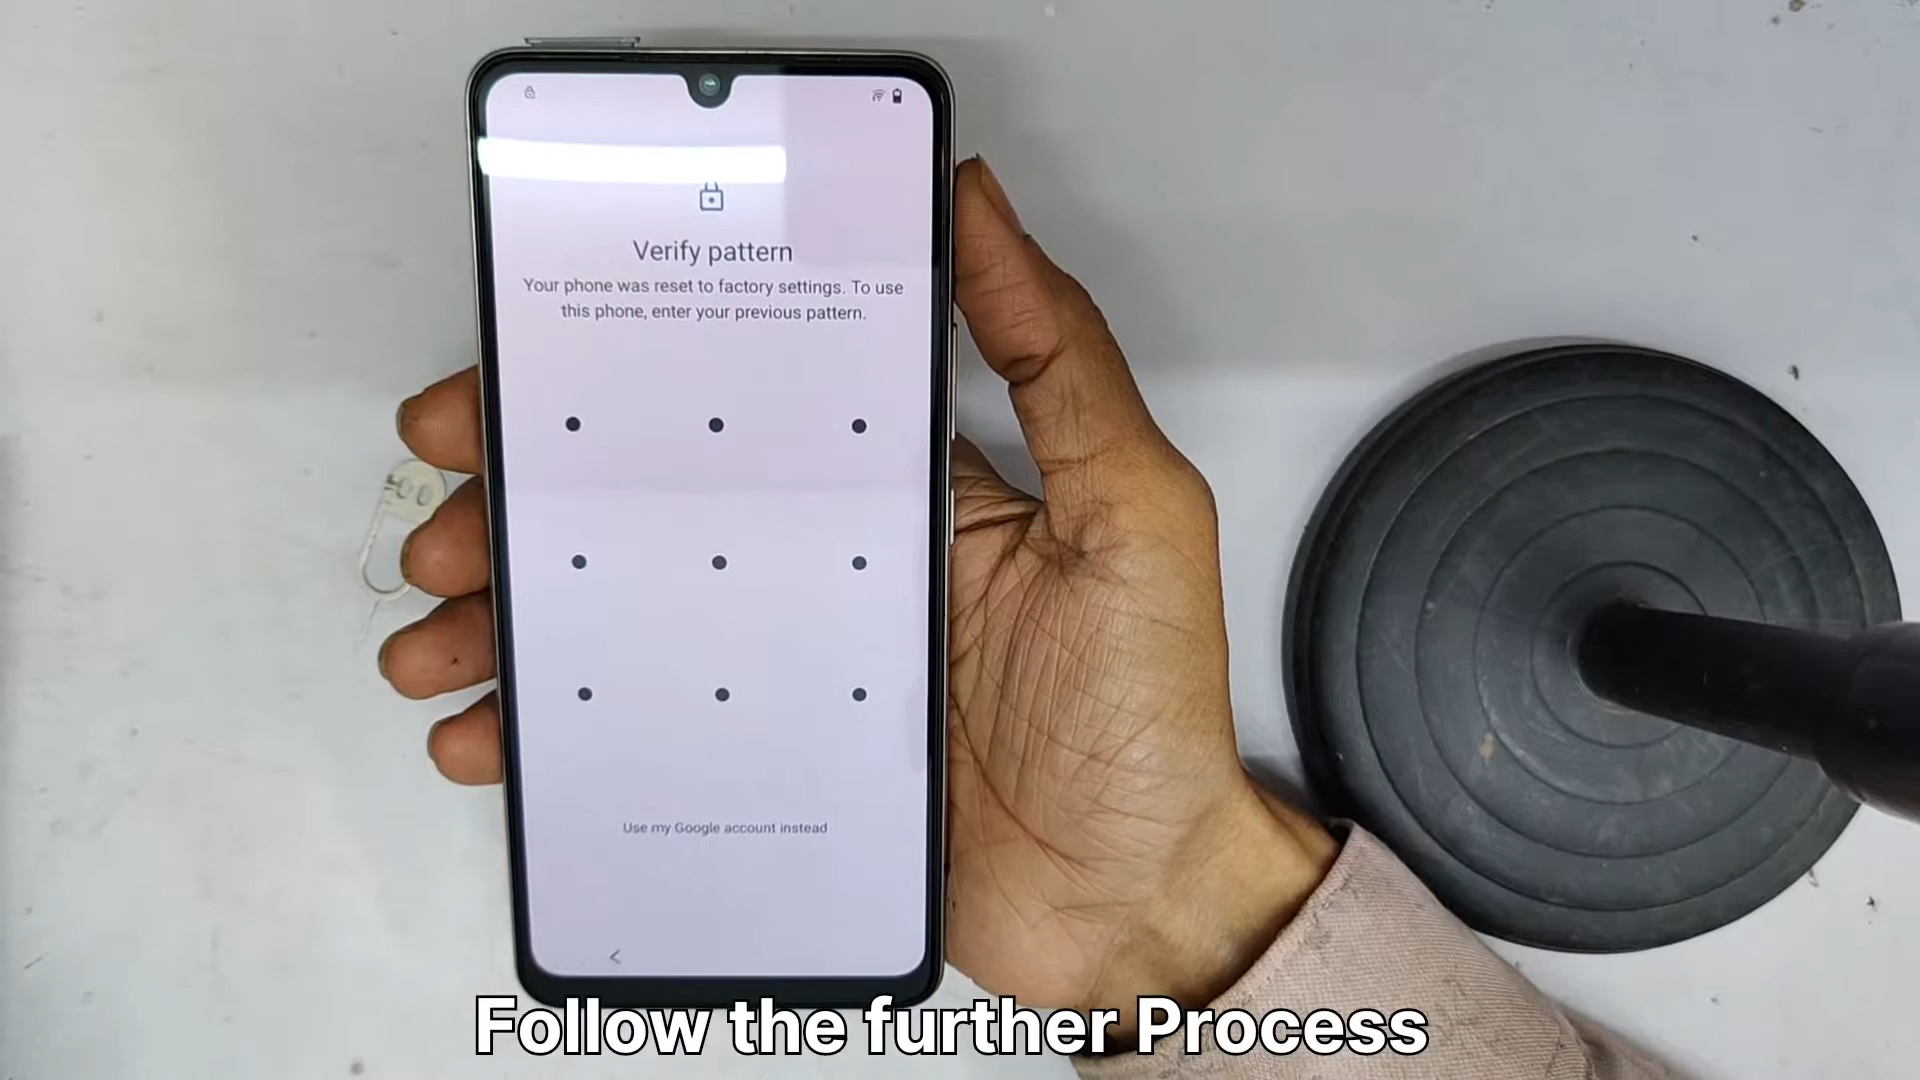 Verify pattern
Your phone was reset to factory settings. To use
this phone, enter your previous pattern.
Use my Google account instead
Follow the further Process